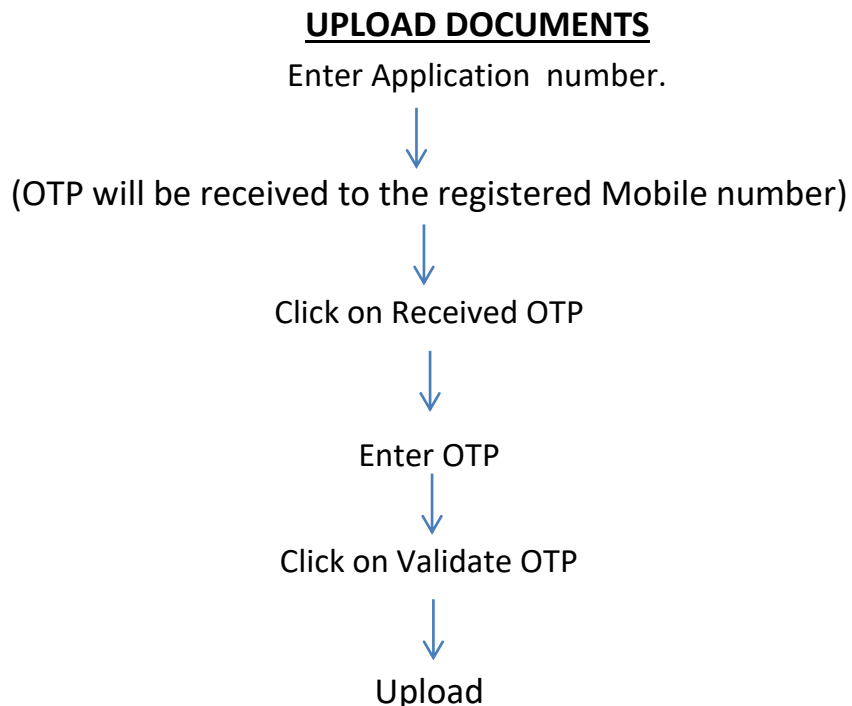 UPLOAD DOCUMENTS
Enter Application  number.
(OTP will be received to the registered Mobile number)
Click on Received OTP
Enter OTP
Click on Validate OTP
Upload